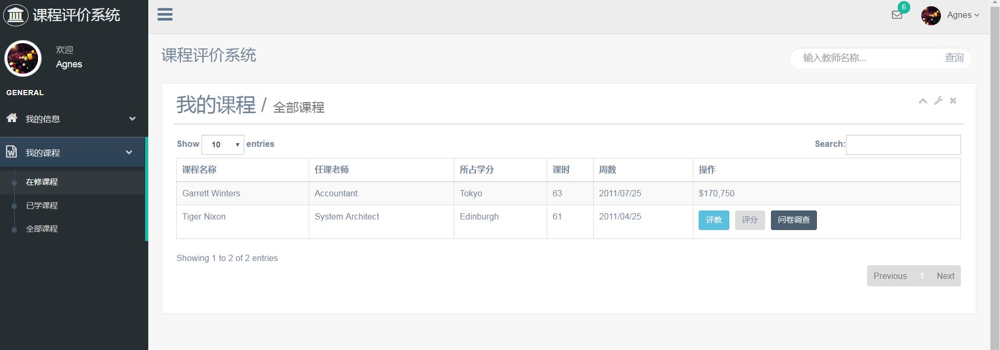 课程评价系统
欢迎
Agnes
GENERAL
我的信息
我的课程
在修课程
已学课程
全部课程
6
Agnes
课程评价系统
输入教师名称... 查询
我的课程 / 全部课程
Show 10 entries Search:
课程名称 任课老师 所占学分 课时 周数 操作
Garrett Winters Accountant Tokyo 63 2011/07/25 $170,750
Tiger Nixon System Architect Edinburgh 61 2011/04/25 评教 评分 问卷调查
Showing 1 to 2 of 2 entries
Previous 1 Next